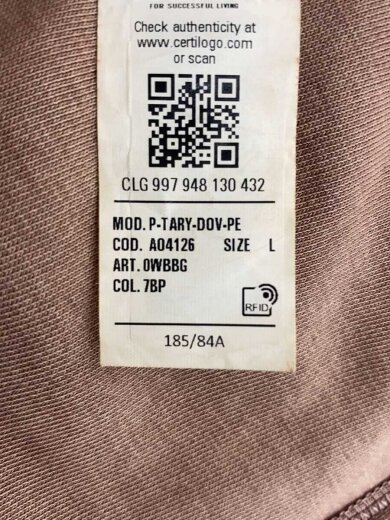 FOR SUCCESSFUL LIVING
Check authenticity at
www.certilogo.com
or scan
CLG 997 948 130 432
MOD. P-TARY-DOV-PE
COD. A04126 SIZE L
ART. 0WBBG
COL. 7BP
RFID
185/84A